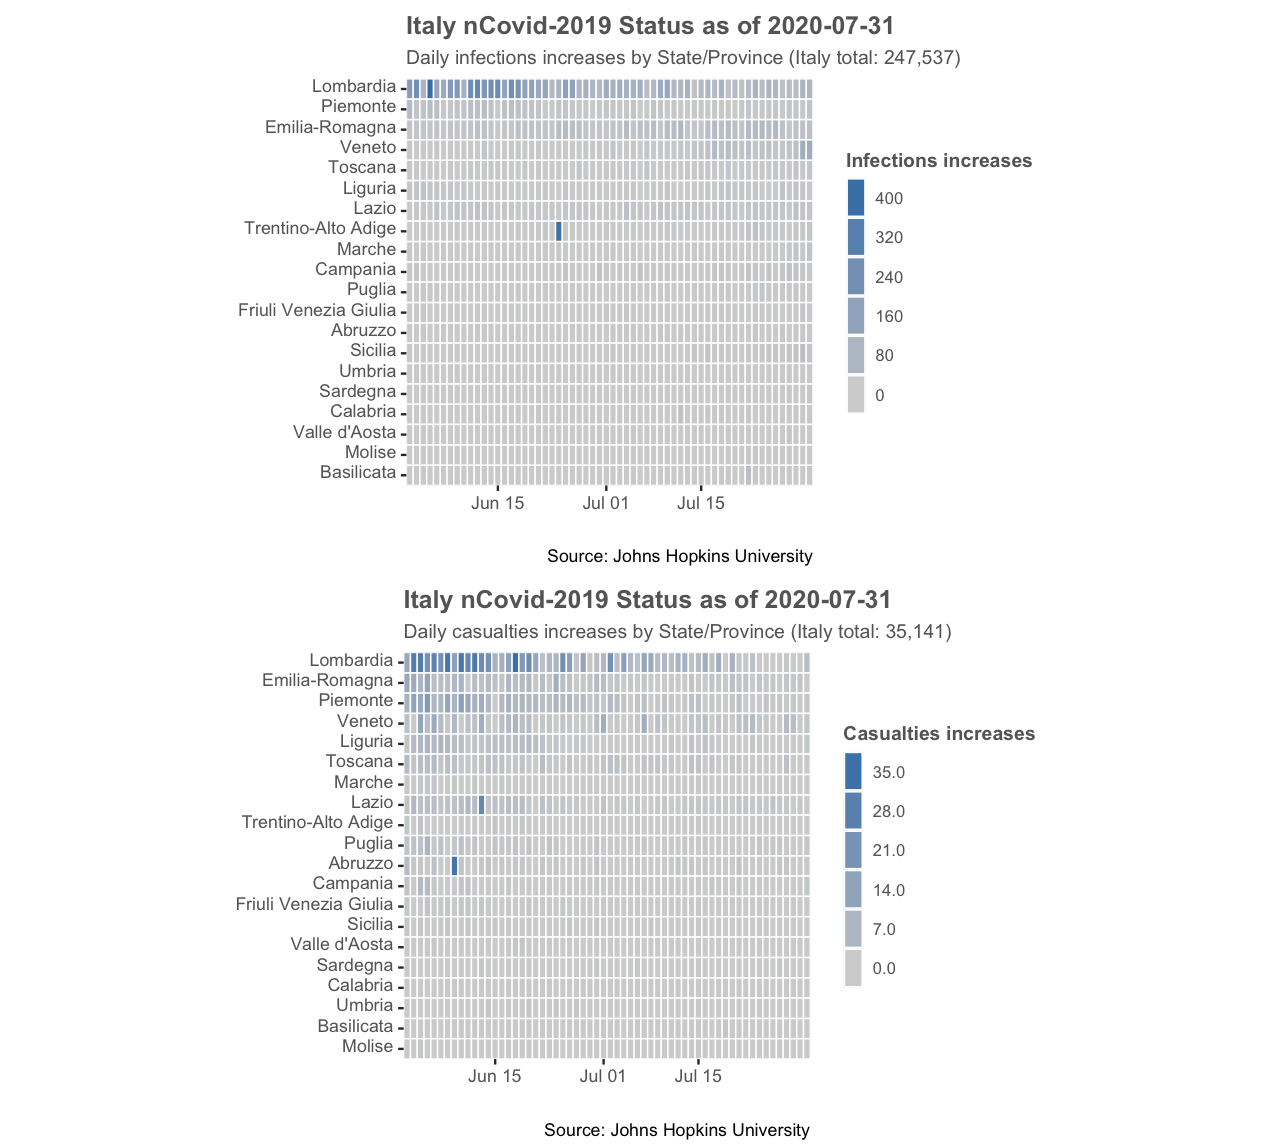 Italy nCovid-2019 Status as of 2020-07-31
Daily infections increases by State/Province (Italy total: 247,537)
Lombardia
Piemonte
Emilia-Romagna
Veneto
Toscana
Liguria
Lazio
Trentino-Alto Adige
Marche
Campania
Puglia
Friuli Venezia Giulia
Abruzzo
Sicilia
Umbria
Sardegna
Calabria
Valle d'Aosta
Molise
Basilicata
Jun 15 Jul 01 Jul 15
Infections increases
400
320
240
160
80
0
Source: Johns Hopkins University
Italy nCovid-2019 Status as of 2020-07-31
Daily casualties increases by State/Province (Italy total: 35,141)
Lombardia
Emilia-Romagna
Piemonte
Veneto
Liguria
Toscana
Marche
Lazio
Trentino-Alto Adige
Puglia
Abruzzo
Campania
Friuli Venezia Giulia
Sicilia
Valle d'Aosta
Sardegna
Calabria
Umbria
Basilicata
Molise
Jun 15 Jul 01 Jul 15
Casualties increases
35.0
28.0
21.0
14.0
7.0
0.0
Source: Johns Hopkins University